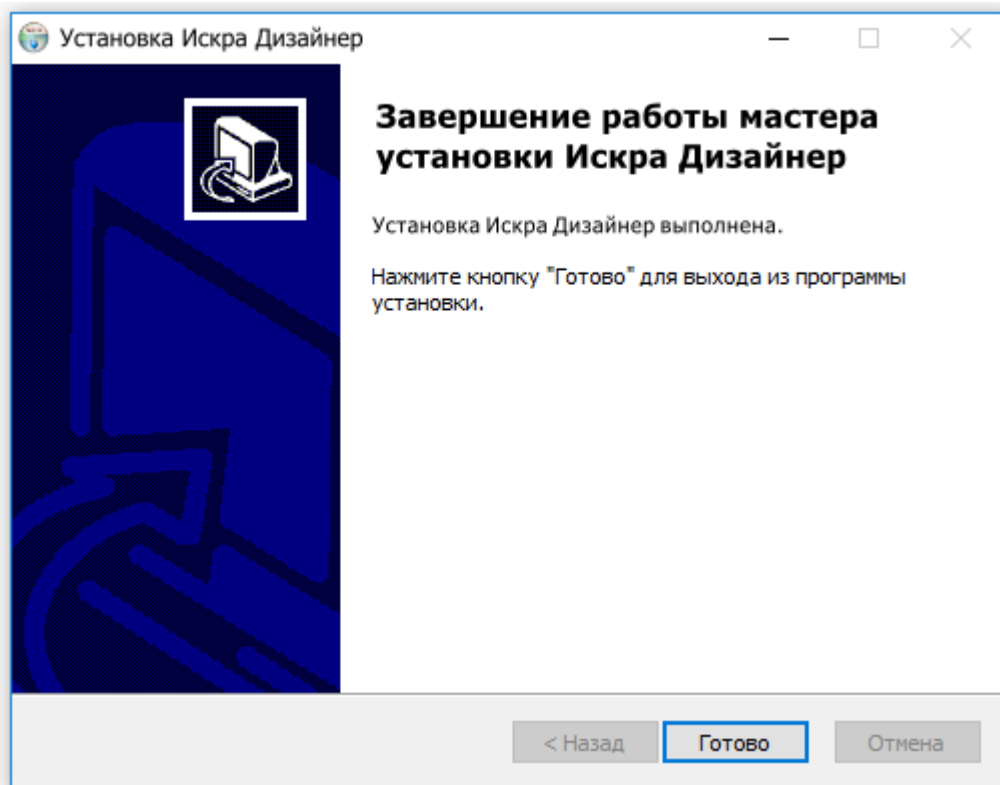 Установка Искра Дизайнер
Завершение работы мастера
установки Искра Дизайнер
Установка Искра Дизайнер выполнена.
Нажмите кнопку "Готово" для выхода из программы
установки.
< Назад
Готово
Отмена